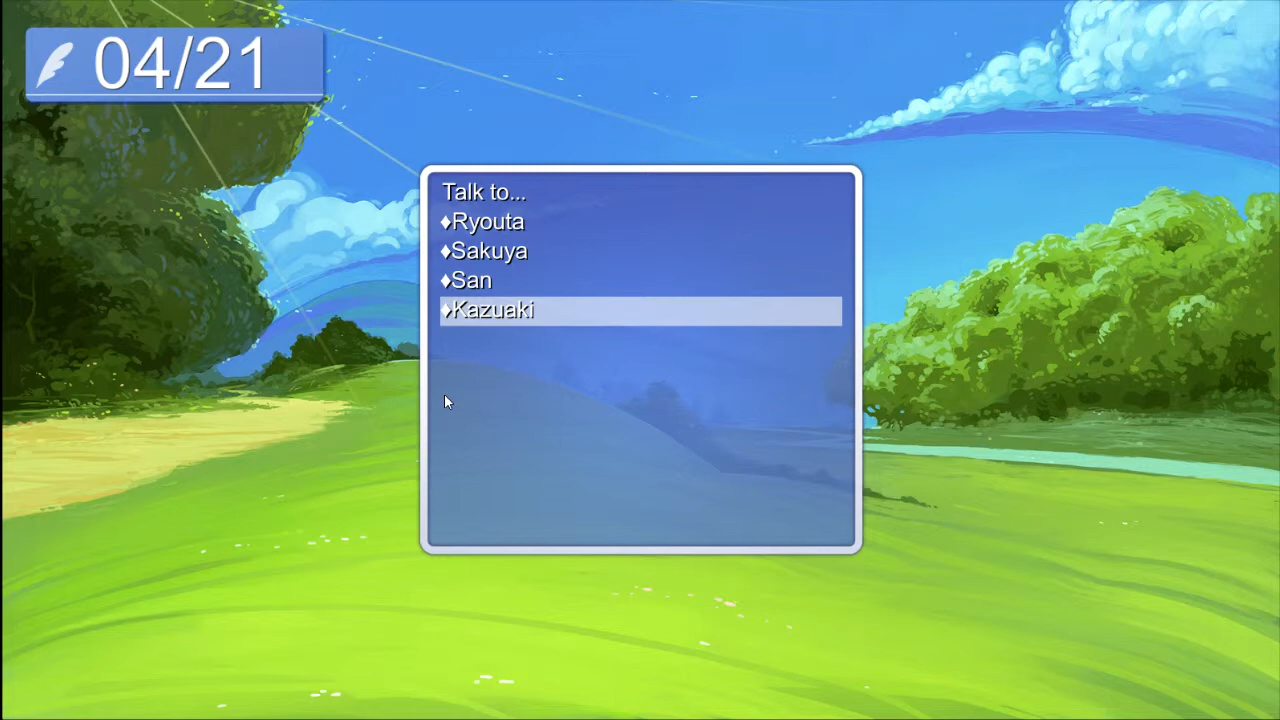 04/21
Talk to...
♦Ryouta
♦Sakuya
♦San
♦Kazuaki